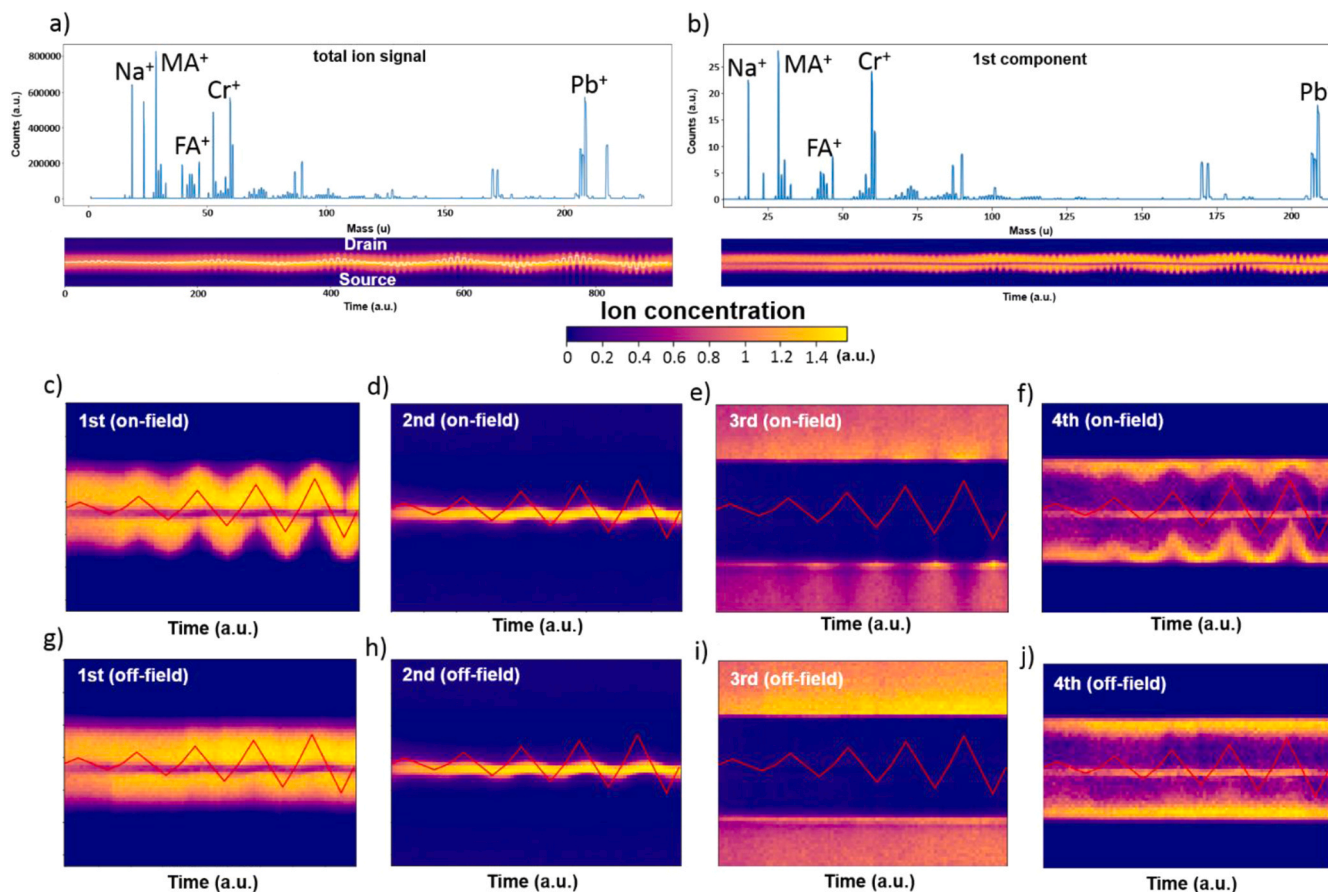 a)
total ion signal
Na⁺
MA⁺
FA⁺
Cr⁺
Pb⁺
Counts (a.u.)
800000
600000
400000
200000
0
0 50 100 150 200
Mass (u)
Drain
Source
0 200 400 600 800
Time (a.u.)
b)
1st component
Na⁺
MA⁺
FA⁺
Cr⁺
Pb
Counts (a.u.)
25
20
15
10
5
0
25 50 75 100 125 150 175 200
Mass (u)
Time (a.u.)
Ion concentration
0 0.2 0.4 0.6 0.8 1 1.2 1.4 (a.u.)
c)
1st (on-field)
Time (a.u.)
d)
2nd (on-field)
Time (a.u.)
e)
3rd (on-field)
Time (a.u.)
f)
4th (on-field)
Time (a.u.)
g)
1st (off-field)
Time (a.u.)
h)
2nd (off-field)
Time (a.u.)
i)
3rd (off-field)
Time (a.u.)
j)
4th (off-field)
Time (a.u.)